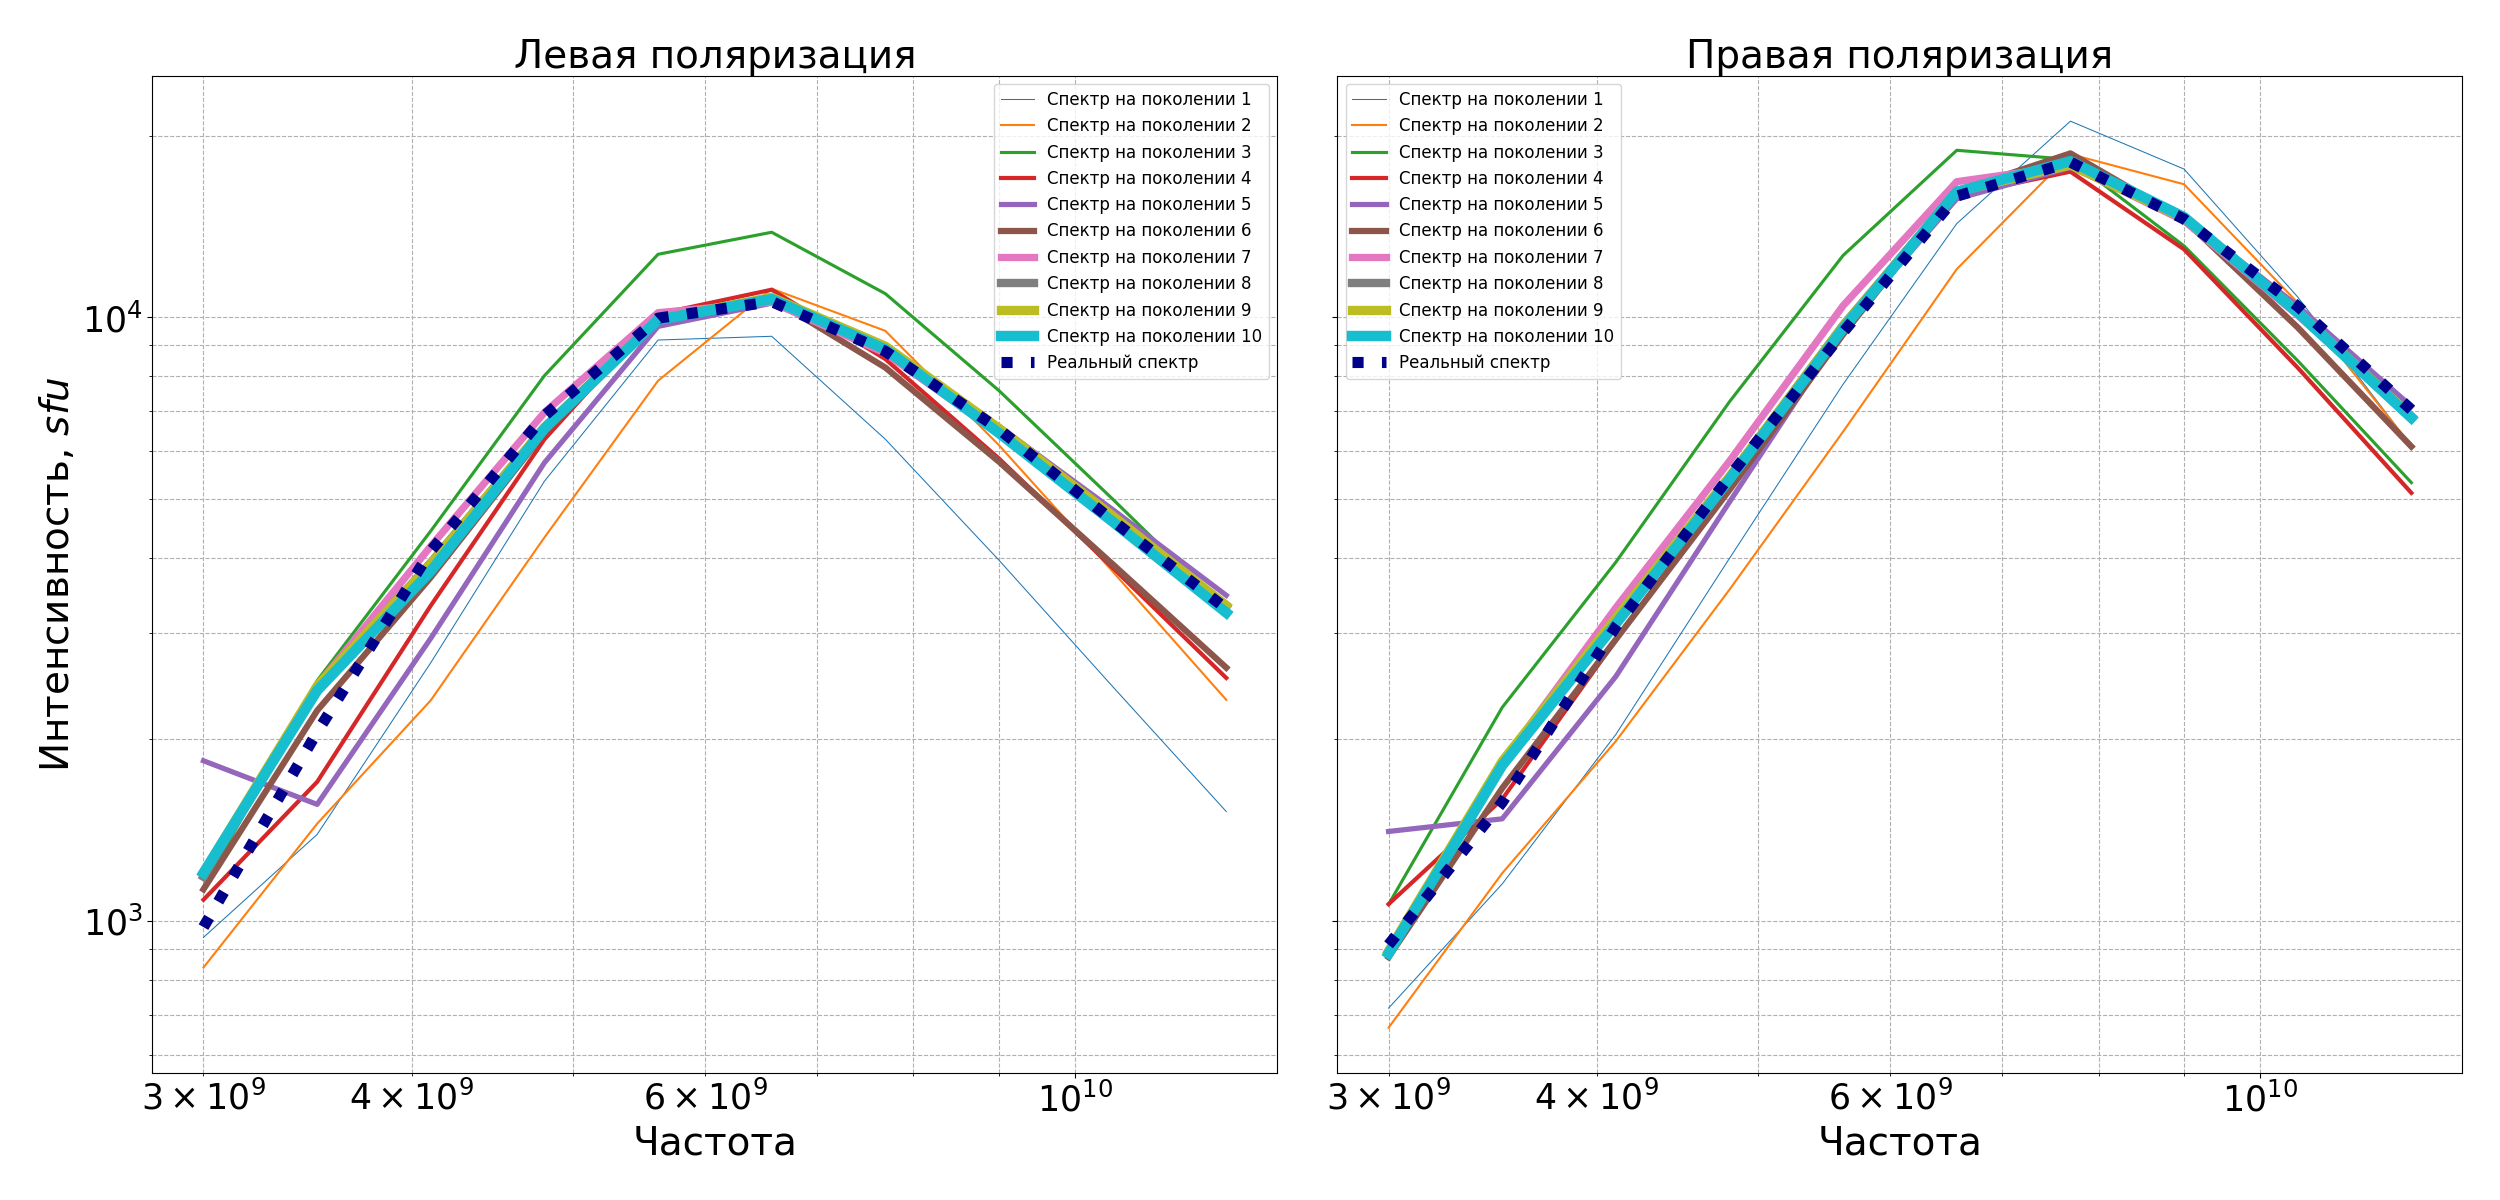 Левая поляризация
Интенсивность, sfu
10⁴
10³
3 × 10⁹
4 × 10⁹
6 × 10⁹
10¹⁰
Частота
Спектр на поколении 1
Спектр на поколении 2
Спектр на поколении 3
Спектр на поколении 4
Спектр на поколении 5
Спектр на поколении 6
Спектр на поколении 7
Спектр на поколении 8
Спектр на поколении 9
Спектр на поколении 10
Реальный спектр
Правая поляризация
Спектр на поколении 1
Спектр на поколении 2
Спектр на поколении 3
Спектр на поколении 4
Спектр на поколении 5
Спектр на поколении 6
Спектр на поколении 7
Спектр на поколении 8
Спектр на поколении 9
Спектр на поколении 10
Реальный спектр
3 × 10⁹
4 × 10⁹
6 × 10⁹
10¹⁰
Частота